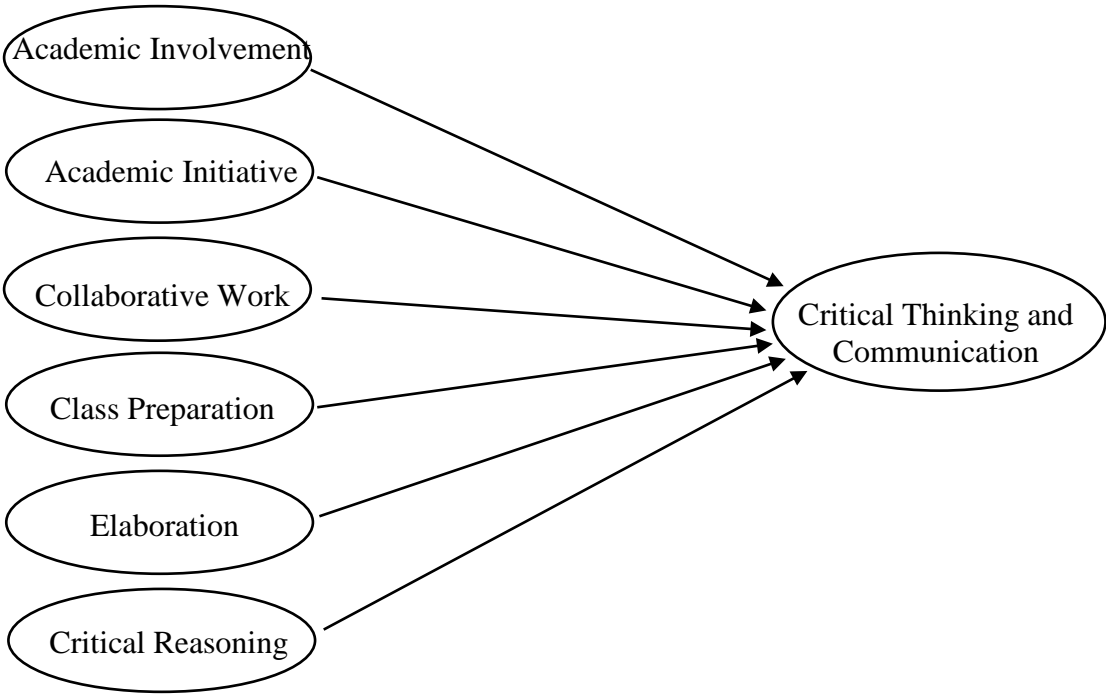 Academic Involvement
Academic Initiative
Collaborative Work
Class Preparation
Elaboration
Critical Reasoning
Critical Thinking and
Communication